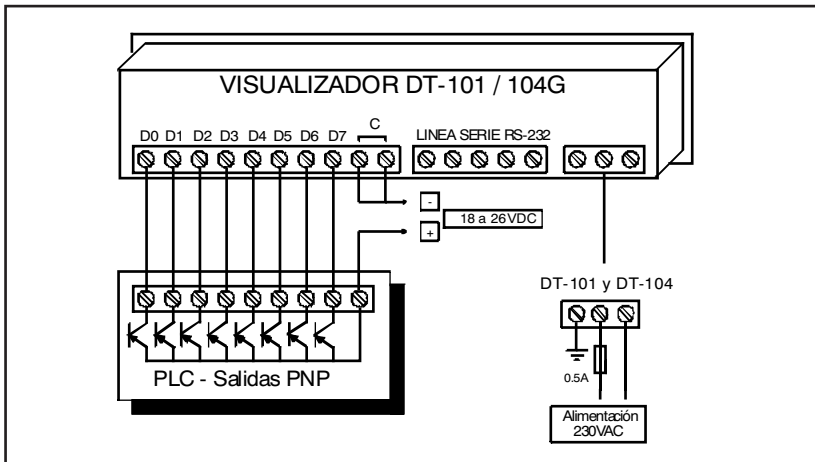 VISUALIZADOR DT-101 / 104G
D0 D1 D2 D3 D4 D5 D6 D7 C
LINEA SERIE RS-232
-
18 a 26VDC
+
DT-101 y DT-104
0.5A
PLC - Salidas PNP
Alimentación
230VAC